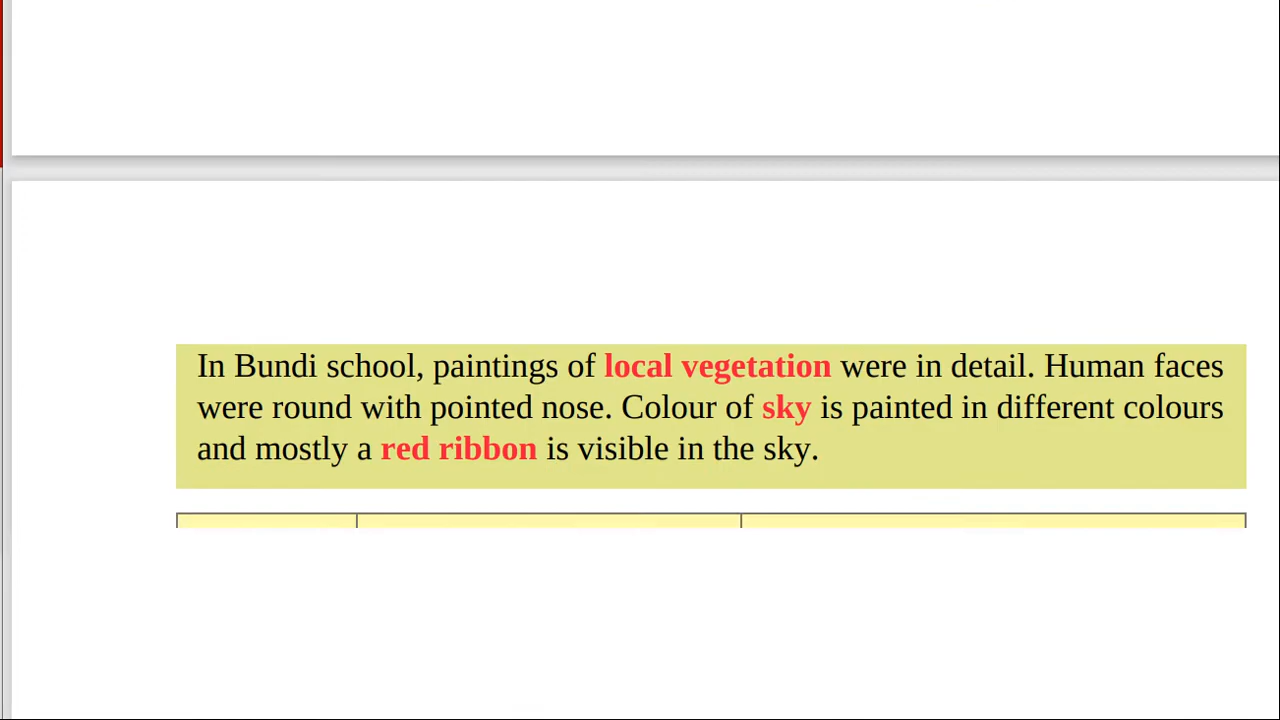 In Bundi school, paintings of local vegetation were in detail. Human faces
were round with pointed nose. Colour of sky is painted in different colours
and mostly a red ribbon is visible in the sky.